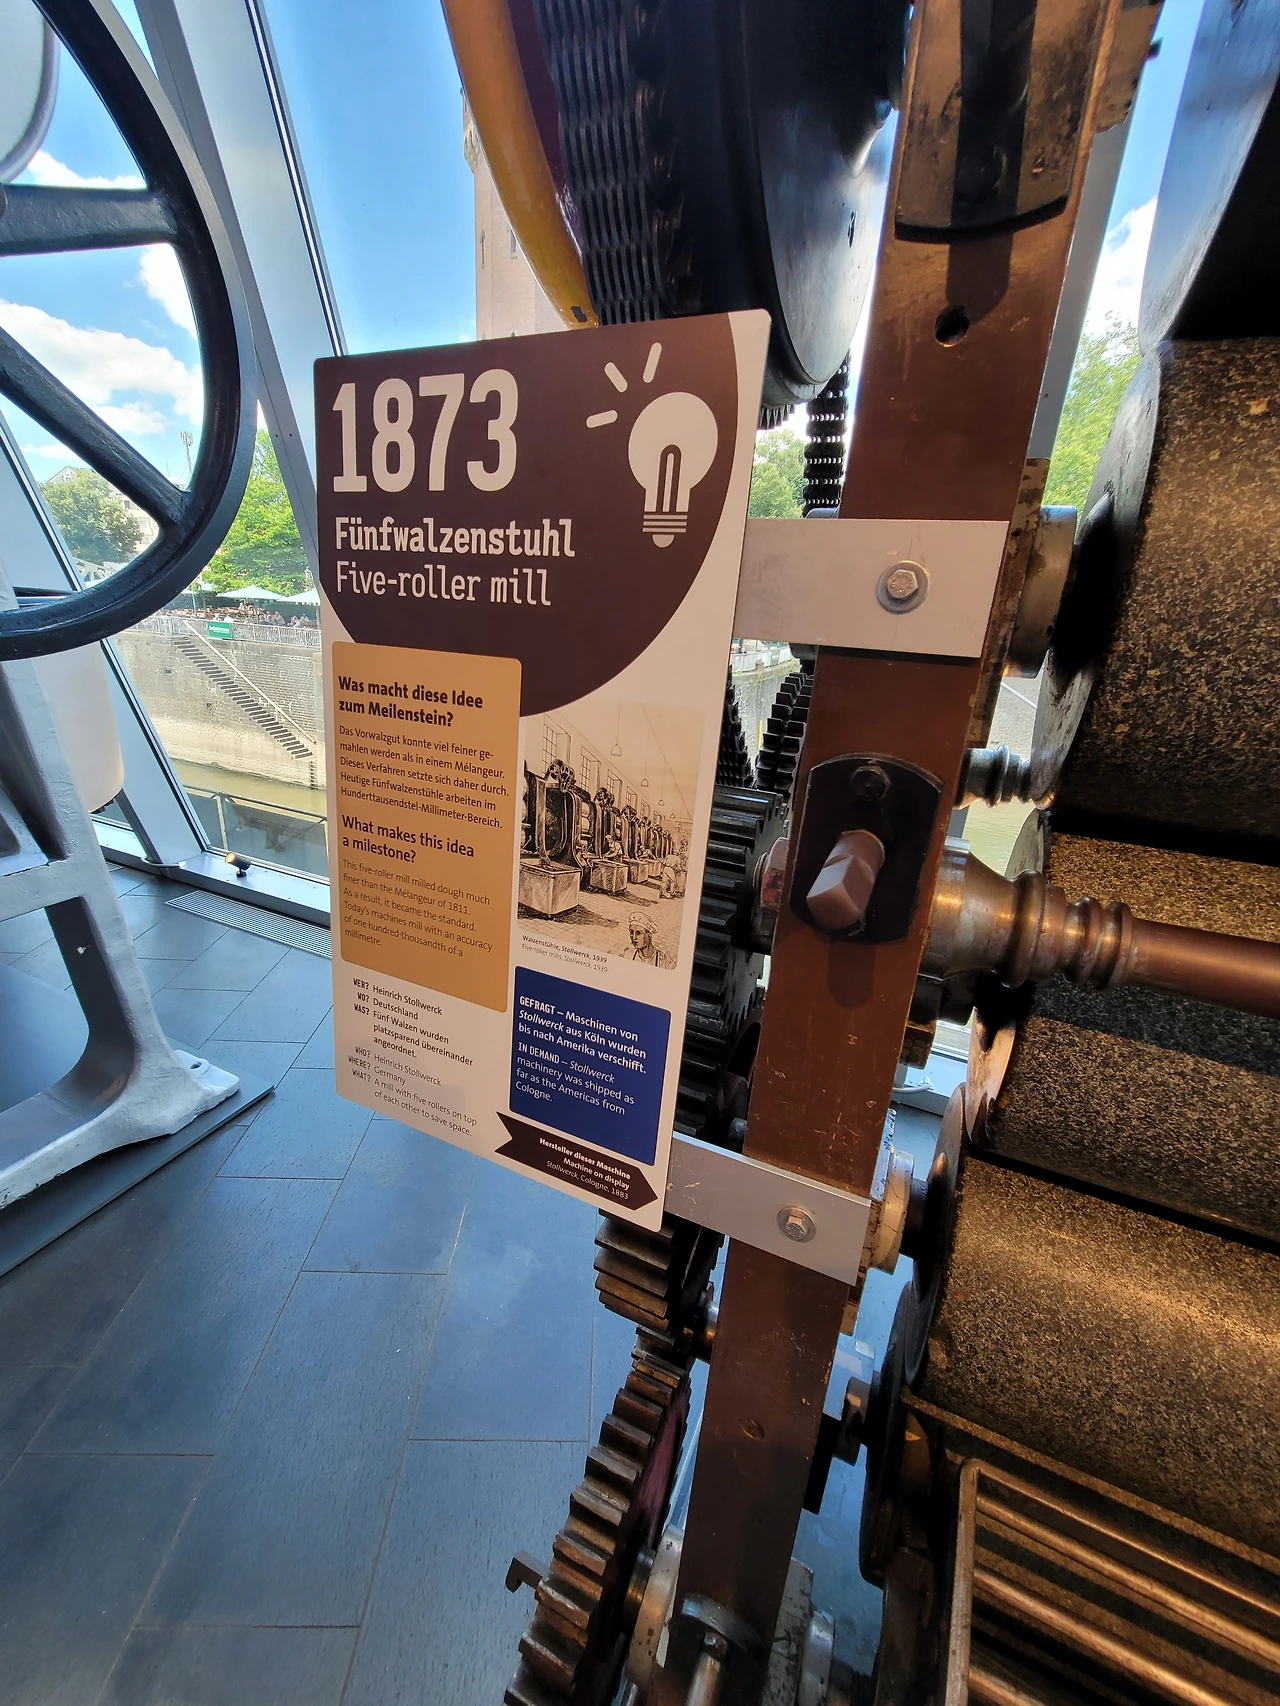 1873
Fünfwalzenstuhl
Five-roller mill
Was macht diese Idee
zum Meilenstein?
Das Vorwalzgut konnte viel feiner ge-
mahlen werden als in einem Mélangeur.
Dieses Verfahren setzte sich daher durch.
Heutige Fünfwalzenstühle arbeiten im
Hunderttausendstel-Millimeter-Bereich.
What makes this idea
a milestone?
This five-roller mill milled dough much
finer than the Mélangeur of 1811.
As a result, it became the standard.
Today's machines mill with an accuracy
of one hundred-thousandth of a
millimetre.
Walzenstühle, Stollwerck, 1939
Five-roller mills, Stollwerck, 1939
WER? Heinrich Stollwerck
WO? Deutschland
WAS? Fünf Walzen wurden
platzsparend übereinander
angeordnet.
WHO? Heinrich Stollwerck
WHERE? Germany
WHAT? A mill with five rollers on top
of each other to save space.
GEFRAGT – Maschinen von
Stollwerck aus Köln wurden
bis nach Amerika verschifft.
IN DEMAND – Stollwerck
machinery was shipped as
far as the Americas from
Cologne.
Hersteller dieser Maschine
Machine on display
Stollwerck, Cologne, 1883